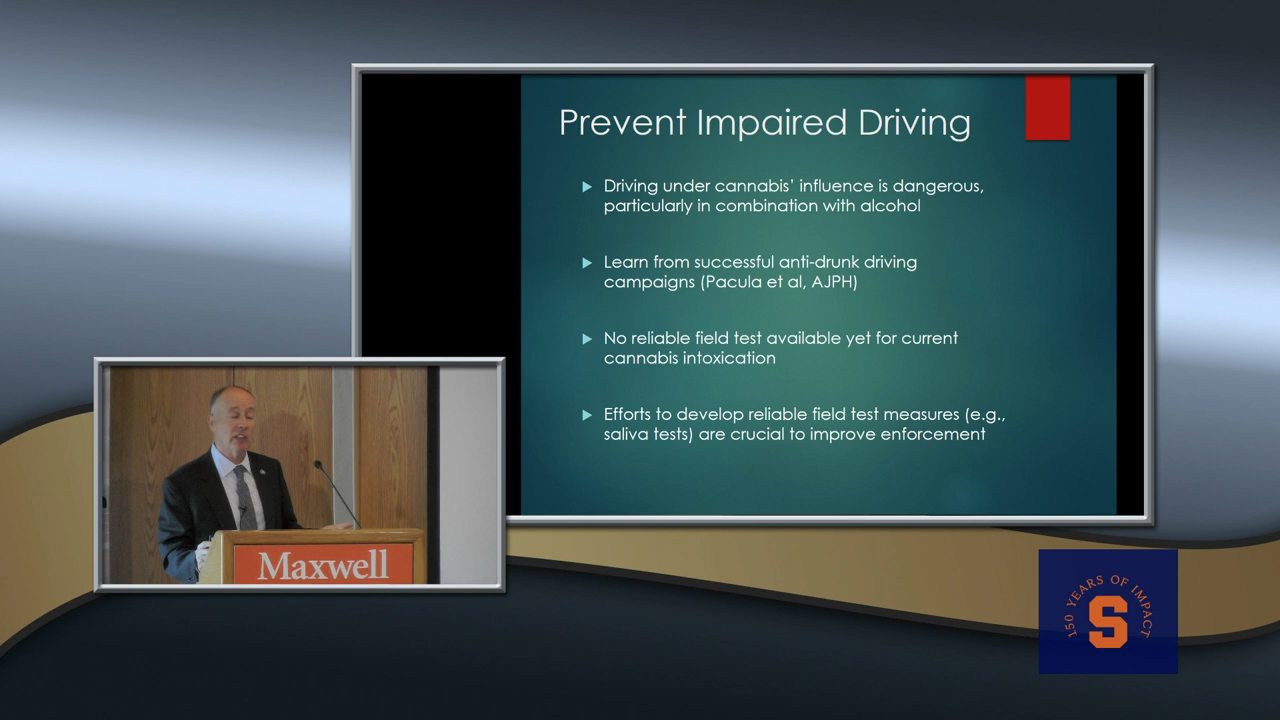 Prevent Impaired Driving
Driving under cannabis' influence is dangerous,
particularly in combination with alcohol
Learn from successful anti-drunk driving
campaigns (Pacula et al, AJPH)
No reliable field test available yet for current
cannabis intoxication
Efforts to develop reliable field test measures (e.g.,
saliva tests) are crucial to improve enforcement
Maxwell
150 YEARS OF IMPACT
S